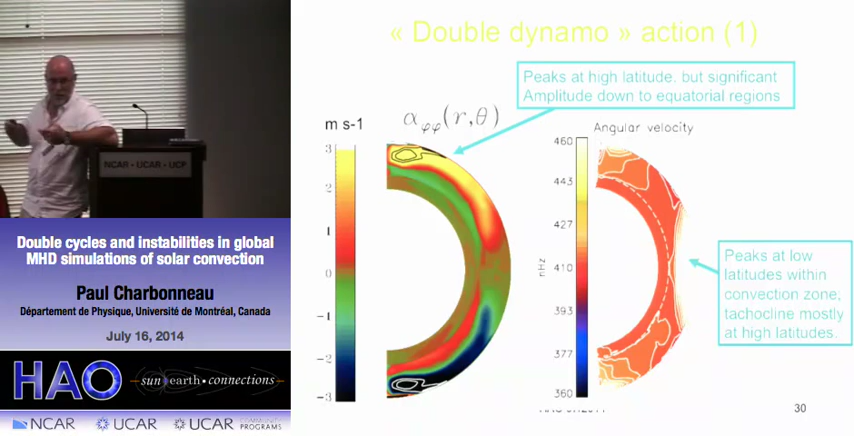 « Double dynamo » action (1)
Peaks at high latitude. but significant
Amplitude down to equatorial regions
m s-1
αφφ(r,θ)
3
2
1
0
−1
−2
−3
Angular velocity
460
445
427
410
393
377
360
nHz
Peaks at low
latitudes within
convection zone;
tachocline mostly
at high latitudes.
30
NCAR • UCAR • UCP
Double cycles and instabilities in global
MHD simulations of solar convection
Paul Charbonneau
Département de Physique, Université de Montréal, Canada
July 16, 2014
HAO
sun earth • connections
NCAR
UCAR
UCAR COMMUNITY
PROGRAMS